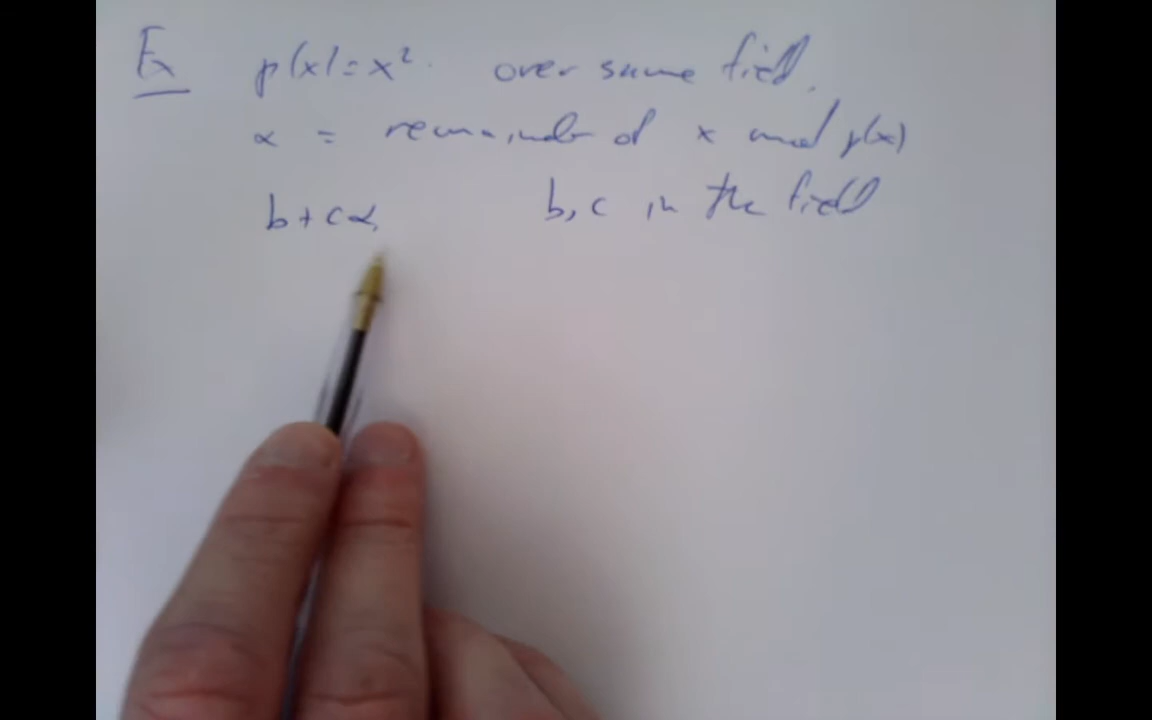 Ex p(x) = x² over some field.
α = remainder of x mod p(x)
b + cα, b, c in the field